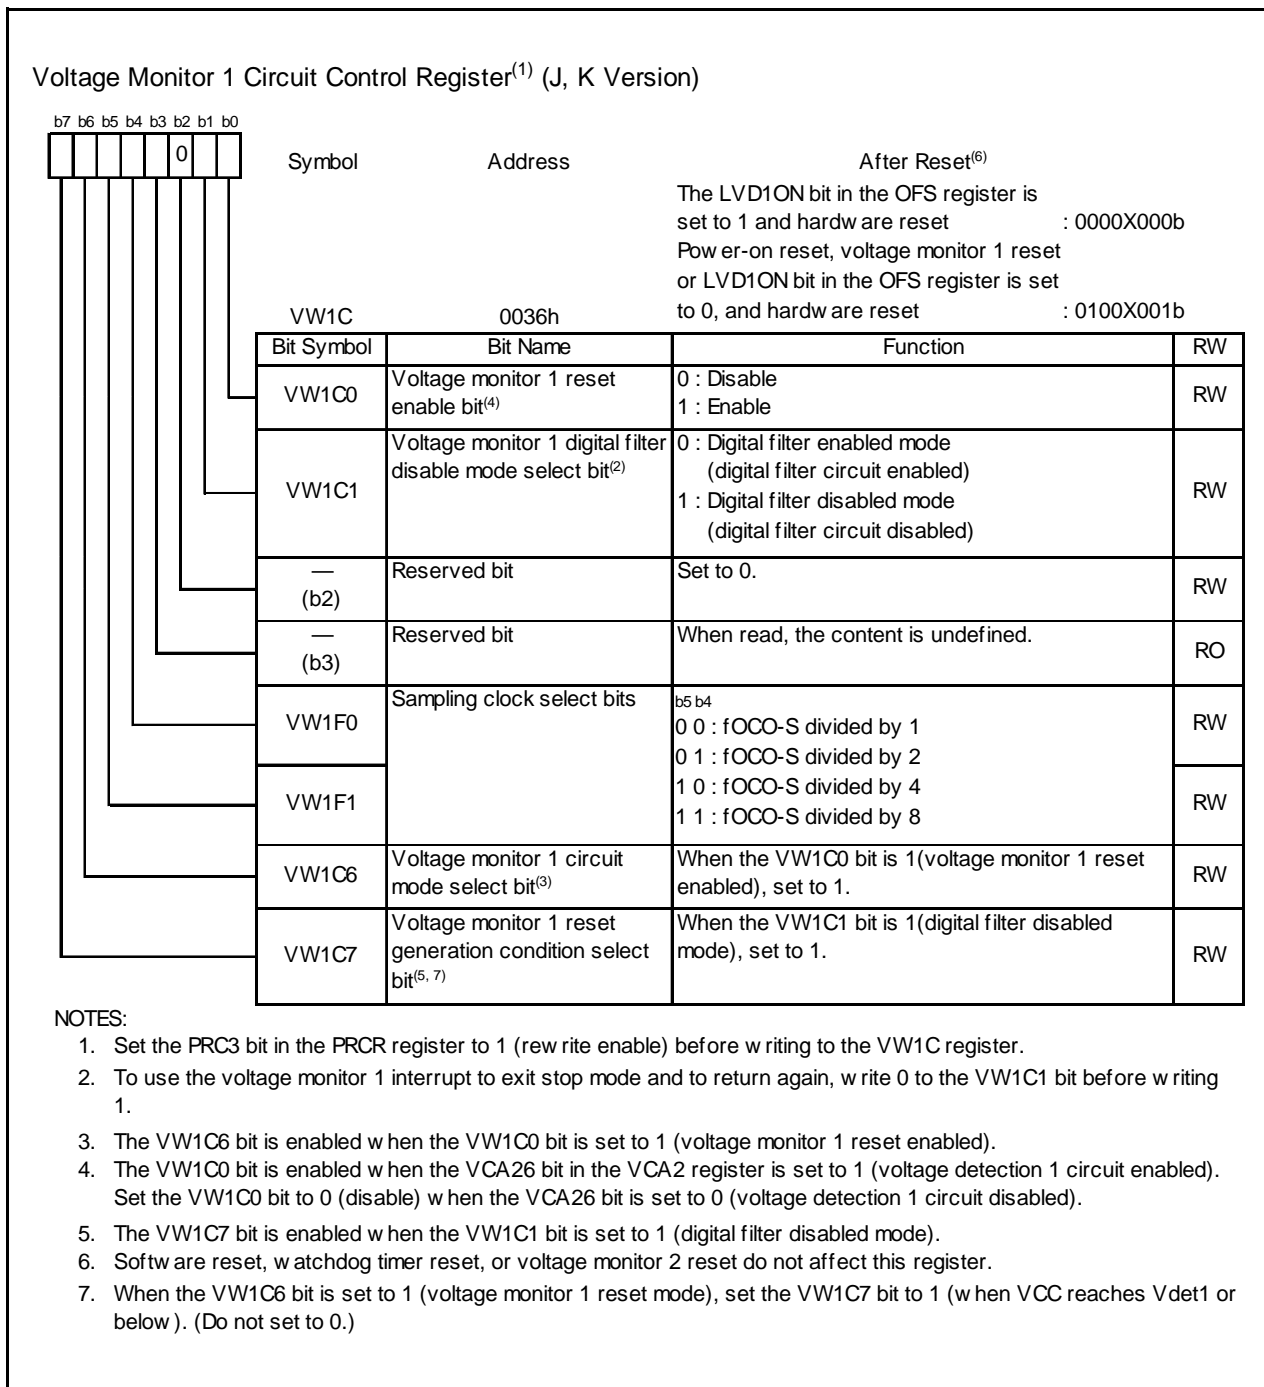 Voltage Monitor 1 Circuit Control Register(1) (J, K Version)
b7 b6 b5 b4 b3 b2 b1 b0
0
Symbol Address After Reset(6)
The LVD1ON bit in the OFS register is
set to 1 and hardware reset : 0000X000b
Power-on reset, voltage monitor 1 reset
or LVD1ON bit in the OFS register is set
VW1C 0036h to 0, and hardware reset : 0100X001b
Bit Symbol Bit Name Function RW
VW1C0 Voltage monitor 1 reset 0 : Disable RW
enable bit(4) 1 : Enable
Voltage monitor 1 digital filter 0 : Digital filter enabled mode
disable mode select bit(2) (digital filter circuit enabled)
VW1C1 1 : Digital filter disabled mode RW
(digital filter circuit disabled)
— Reserved bit Set to 0. RW
(b2)
— Reserved bit When read, the content is undefined. RO
(b3)
Sampling clock select bits b5 b4
VW1F0 0 0 : fOCO-S divided by 1 RW
0 1 : fOCO-S divided by 2
VW1F1 1 0 : fOCO-S divided by 4 RW
1 1 : fOCO-S divided by 8
VW1C6 Voltage monitor 1 circuit When the VW1C0 bit is 1(voltage monitor 1 reset RW
mode select bit(3) enabled), set to 1.
Voltage monitor 1 reset When the VW1C1 bit is 1(digital filter disabled
VW1C7 generation condition select mode), set to 1. RW
bit(5, 7)
NOTES:
1. Set the PRC3 bit in the PRCR register to 1 (rewrite enable) before writing to the VW1C register.
2. To use the voltage monitor 1 interrupt to exit stop mode and to return again, write 0 to the VW1C1 bit before writing
1.
3. The VW1C6 bit is enabled when the VW1C0 bit is set to 1 (voltage monitor 1 reset enabled).
4. The VW1C0 bit is enabled when the VCA26 bit in the VCA2 register is set to 1 (voltage detection 1 circuit enabled).
Set the VW1C0 bit to 0 (disable) when the VCA26 bit is set to 0 (voltage detection 1 circuit disabled).
5. The VW1C7 bit is enabled when the VW1C1 bit is set to 1 (digital filter disabled mode).
6. Software reset, watchdog timer reset, or voltage monitor 2 reset do not affect this register.
7. When the VW1C6 bit is set to 1 (voltage monitor 1 reset mode), set the VW1C7 bit to 1 (when VCC reaches Vdet1 or
below). (Do not set to 0.)